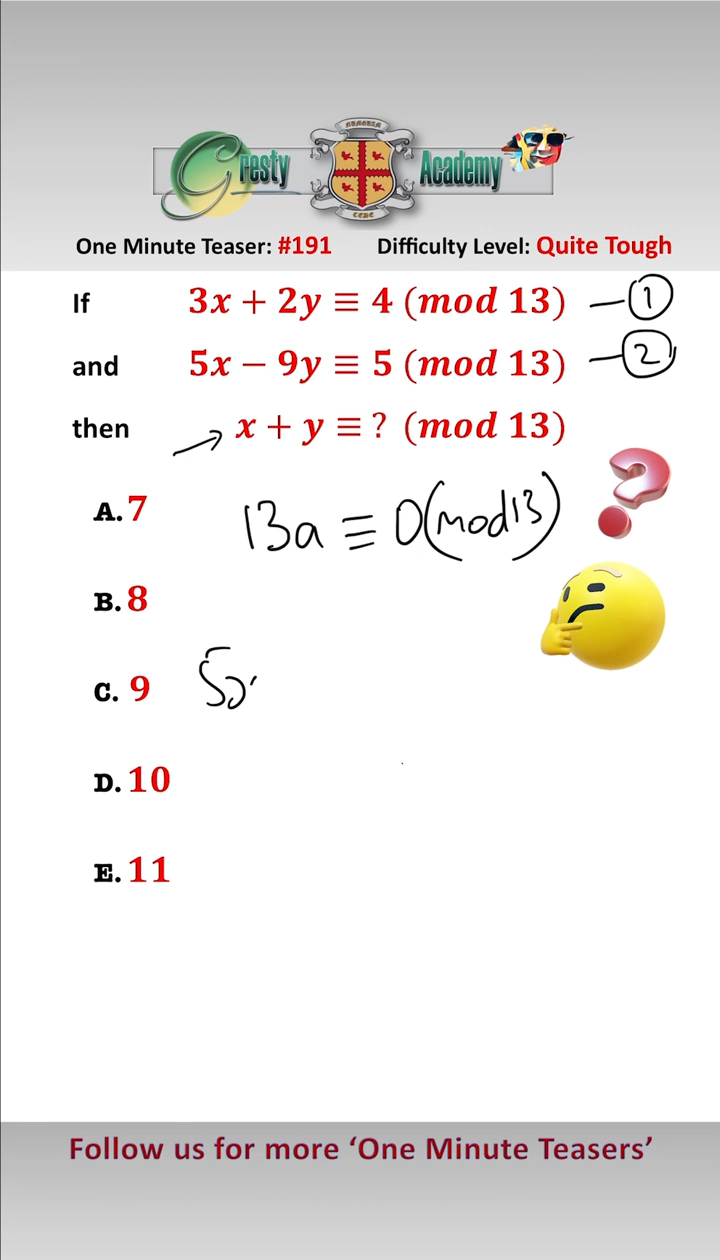 Gresty Academy
One Minute Teaser: #191 Difficulty Level: Quite Tough
If 3x + 2y ≡ 4 (mod 13) — ①
and 5x − 9y ≡ 5 (mod 13) — ②
then → x + y ≡ ? (mod 13)
A. 7
13a ≡ 0(mod13)
B. 8
C. 9
D. 10
E. 11
Follow us for more ‘One Minute Teasers’